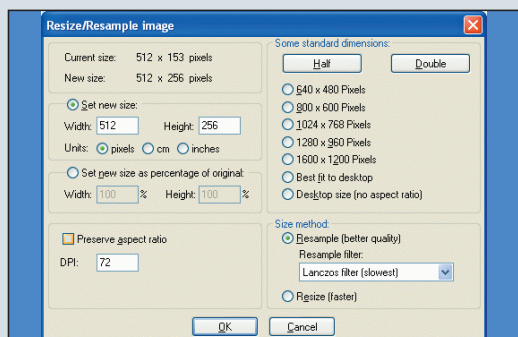 Resize/Resample image
Current size: 512 x 153 pixels
New size: 512 x 256 pixels
Set new size:
Width: 512 Height: 256
Units: pixels cm inches
Set new size as percentage of original:
Width: 100 % Height: 100 %
Preserve aspect ratio
DPI: 72
Some standard dimensions:
Half Double
640 x 480 Pixels
800 x 600 Pixels
1024 x 768 Pixels
1280 x 960 Pixels
1600 x 1200 Pixels
Best fit to desktop
Desktop size (no aspect ratio)
Size method:
Resample (better quality)
Resample filter:
Lanczos filter (slowest)
Resize (faster)
OK Cancel